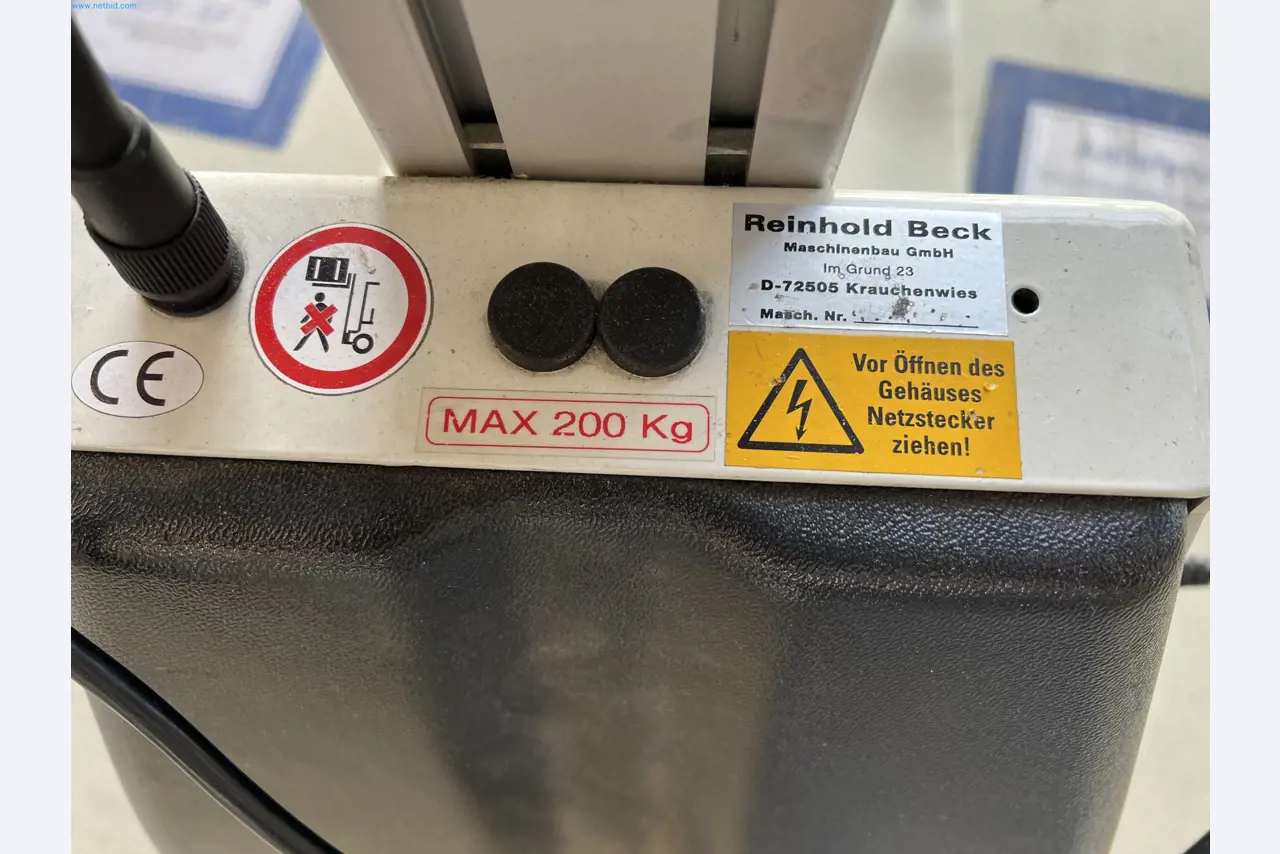 www.netbid.com
Reinhold Beck
Maschinenbau GmbH
Im Grund 23
D-72505 Krauchenwies
Masch. Nr.
CE
MAX 200 Kg
Vor Öffnen des
Gehäuses
Netzstecker
ziehen!